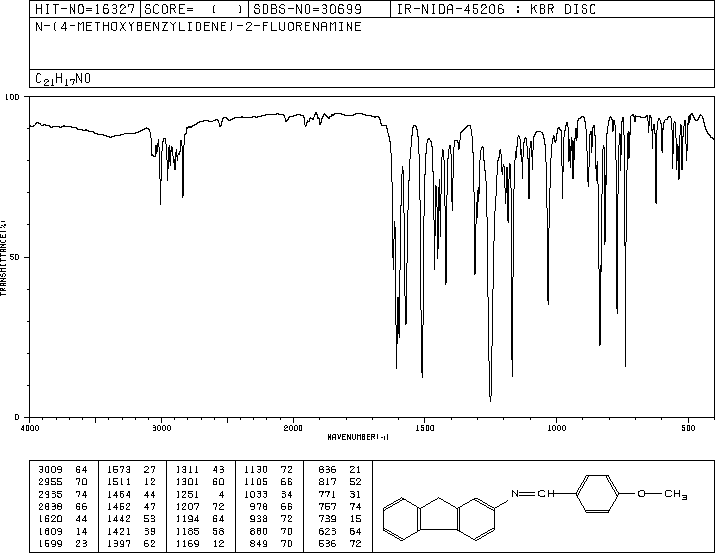 HIT-NO=16327 SCORE= ( ) SDBS-NO=30699 IR-NIDA-45206 : KBR DISC
N-(4-METHOXYBENZYLIDENE)-2-FLUORENAMINE
C21H17NO
100
50
0
TRANSMITTANCE(%)
4000 3000 2000 1500 1000 500
WAVENUMBER(-1)
3009 64 1573 27 1311 43 1130 72 836 21
2955 70 1511 12 1301 60 1105 66 817 52
2935 74 1464 44 1251 4 1033 34 771 31
2838 66 1452 47 1207 72 978 66 757 74
1620 44 1442 53 1194 64 938 72 739 15
1609 14 1421 39 1185 58 880 70 623 64
1599 23 1397 62 1169 12 849 70 536 72
N=CH O-CH3